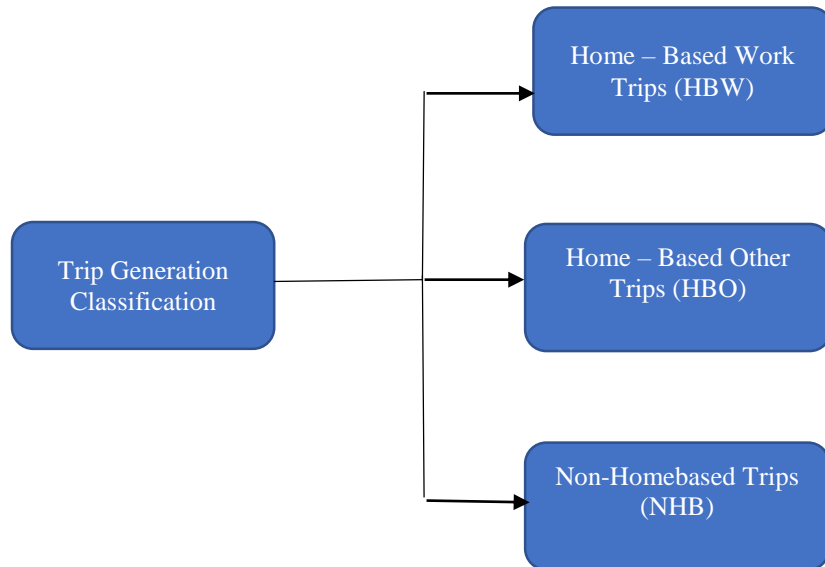 Home – Based Work
Trips (HBW)
Trip Generation
Classification
Home – Based Other
Trips (HBO)
Non-Homebased Trips
(NHB)